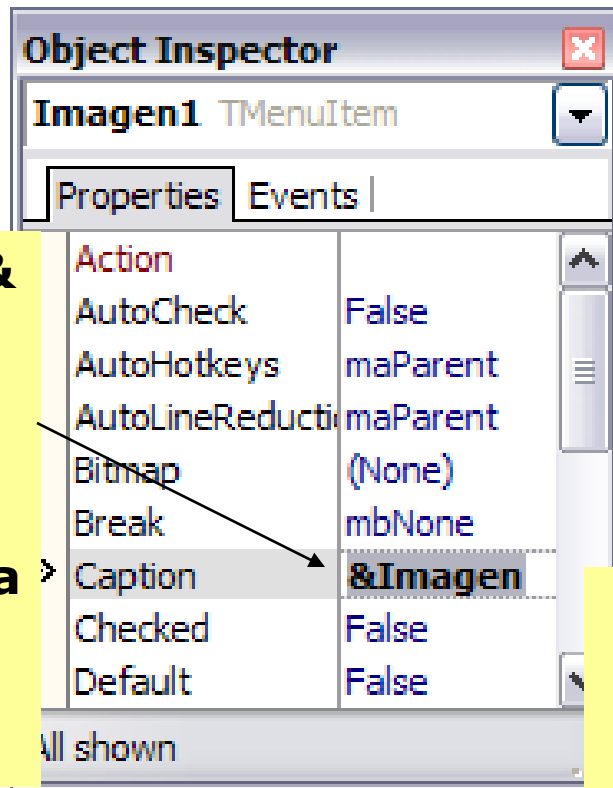 Object Inspector
Imagen1 TMenuItem
Properties Events
&
Action
AutoCheck False
AutoHotkeys maParent
AutoLineReducti maParent
Bitmap (None)
Break mbNone
a
Caption &Imagen
Checked False
Default False
All shown